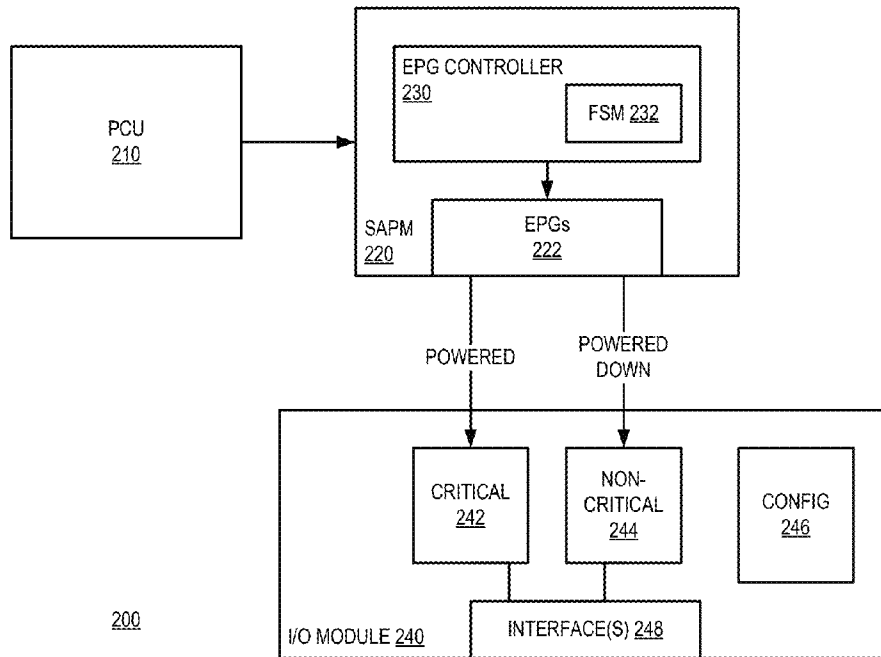 PCU
210
EPG CONTROLLER
230
FSM 232
SAPM
220
EPGs
222
POWERED
POWERED
DOWN
CRITICAL
242
NON-
CRITICAL
244
CONFIG
246
200
I/O MODULE 240
INTERFACE(S) 248